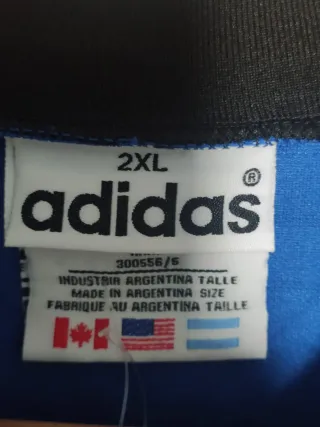 2XL
adidas®
300556/6
INDUSTRIA ARGENTINA TALLE
MADE IN ARGENTINA SIZE
FABRIQUE AU ARGENTINA TAILLE